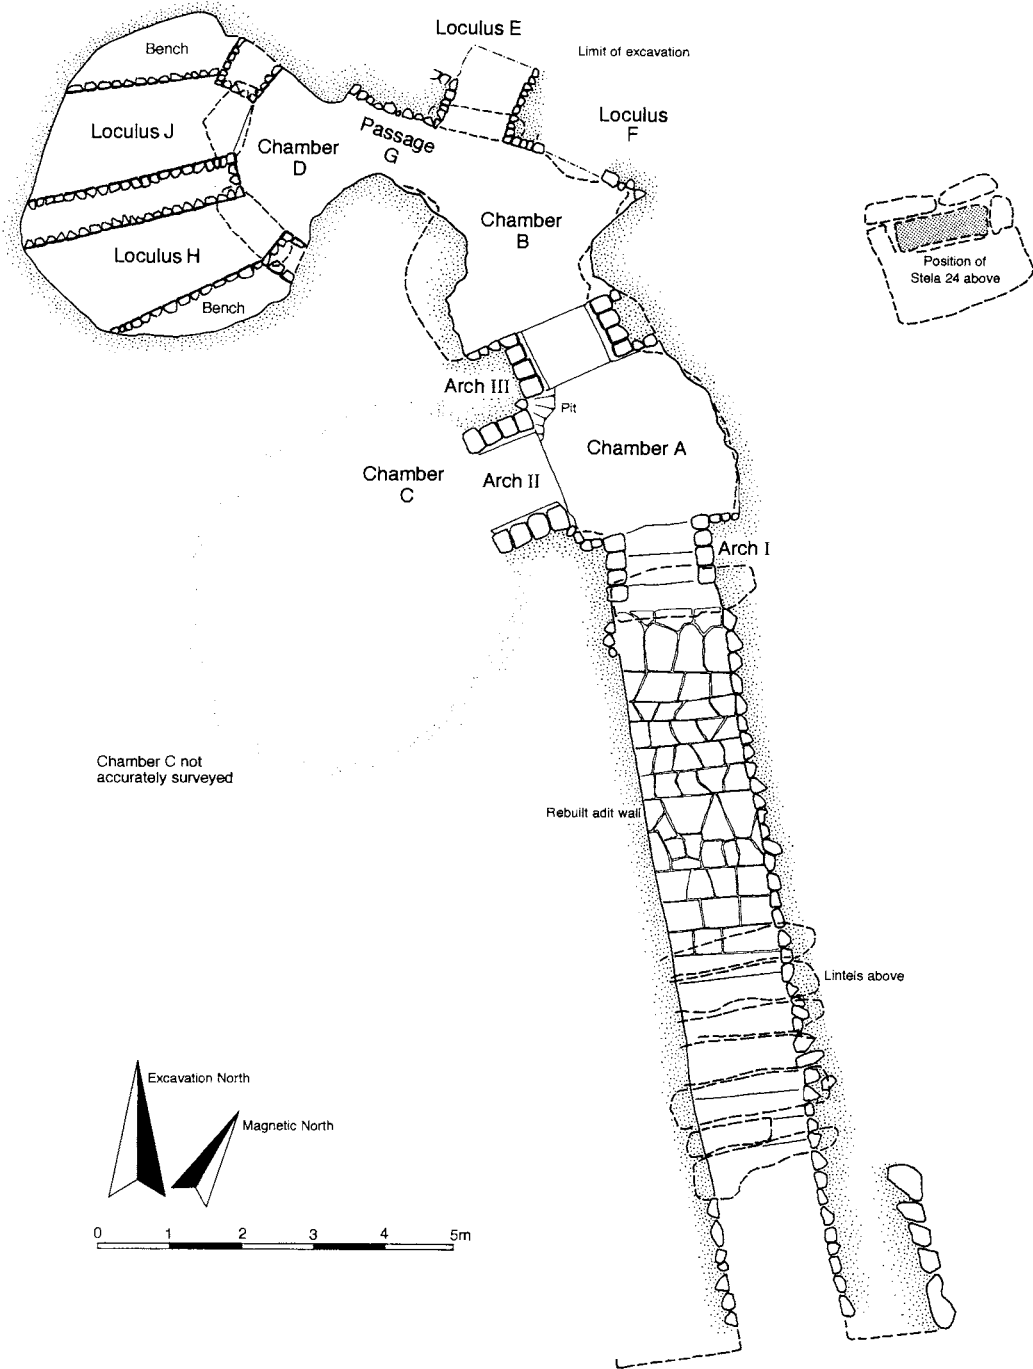 Loculus E
Bench
Limit of excavation
Loculus J
Loculus
F
Passage
G
Chamber
D
Chamber
B
Loculus H
Position of
Stela 24 above
Bench
Arch III
Pit
Chamber A
Chamber
C
Arch II
Arch I
Chamber C not
accurately surveyed
Rebuilt adit wall
Lintels above
Excavation North
Magnetic North
0 1 2 3 4 5m